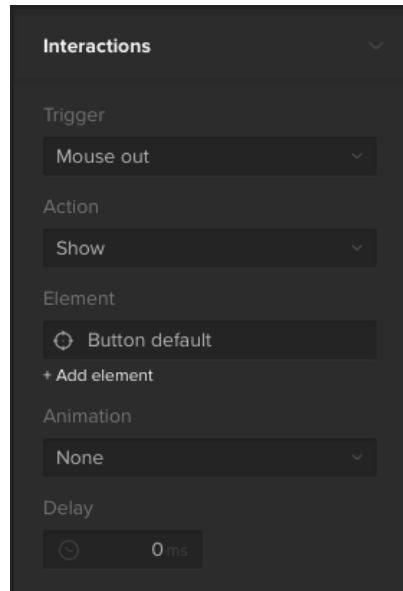 Interactions
Trigger
Mouse out
Action
Show
Element
Button default
+ Add element
Animation
None
Delay
0 ms